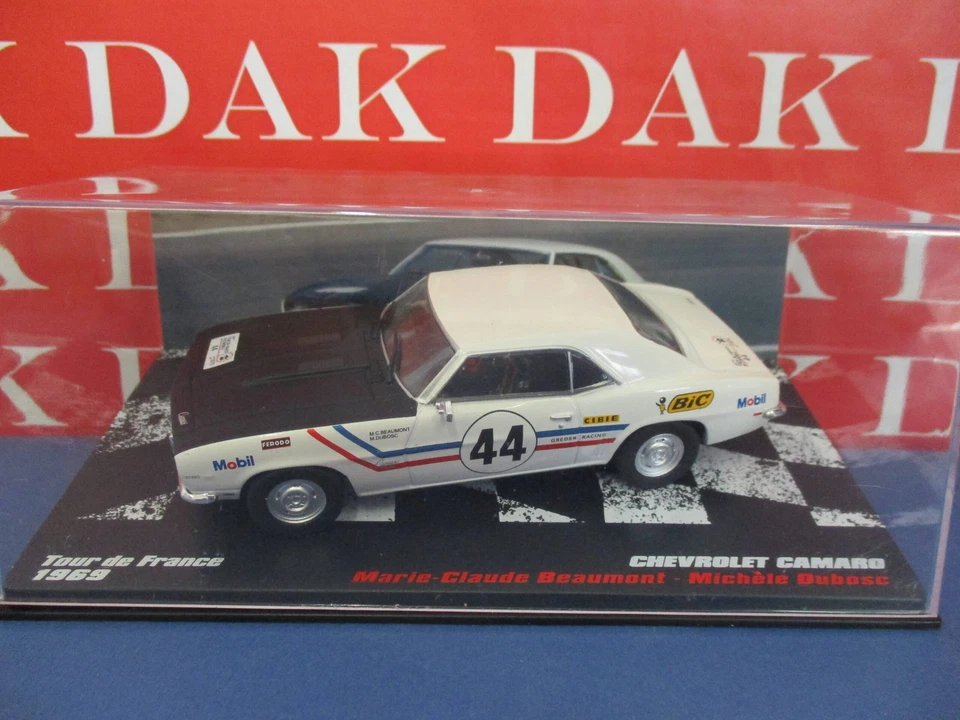 DAK DAK DAK D
M.C.BEAUMONT
M.DUBOSC
FERODO
Mobil
44
CIBIE
GREDER RACING
BiC
Mobil
Tour de France
1969
CHEVROLET CAMARO
Marie-Claude Beaumont - Michèle Dubosc